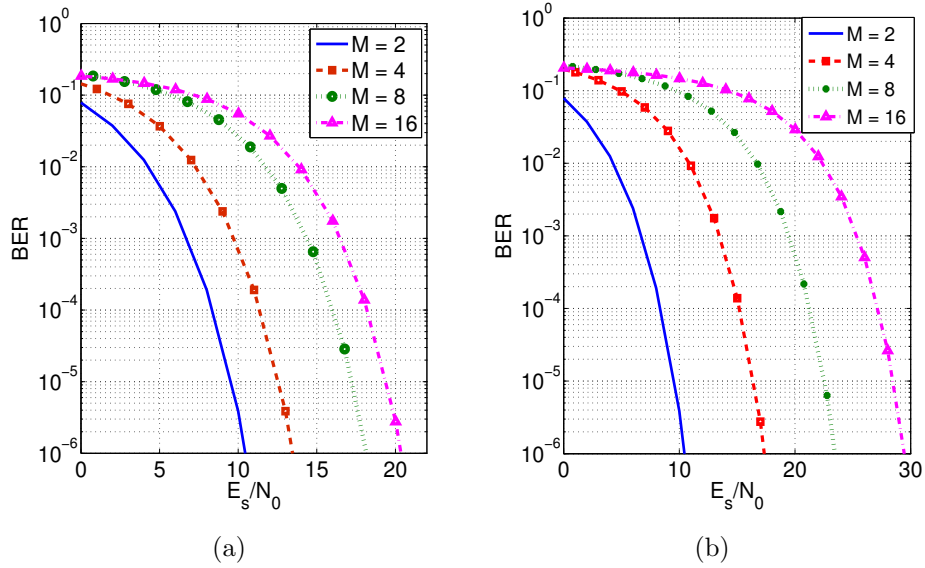 10^0
10^-1
10^-2
10^-3
10^-4
10^-5
10^-6
BER
0 5 10 15 20
E_s/N_0
M = 2
M = 4
M = 8
M = 16
(a)
10^0
10^-1
10^-2
10^-3
10^-4
10^-5
10^-6
BER
0 10 20 30
E_s/N_0
M = 2
M = 4
M = 8
M = 16
(b)